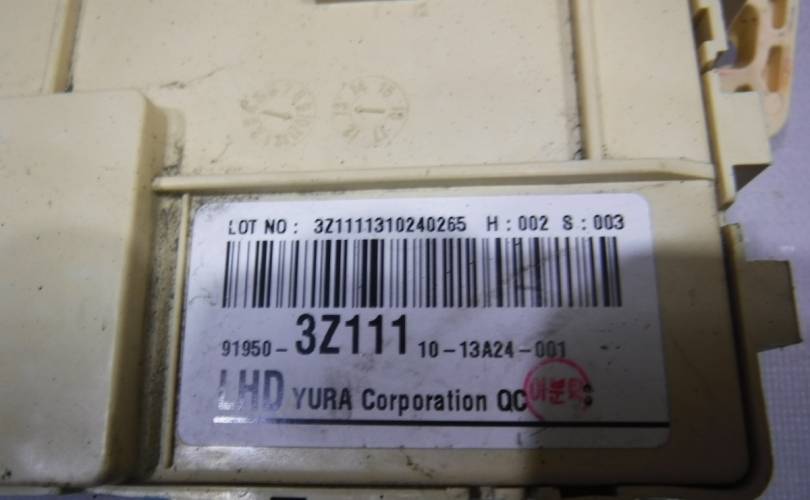 LOT NO : 3Z1111310240265 H : 002 S : 003
91950-3Z111 10-13A24-001
LHD YURA Corporation QC